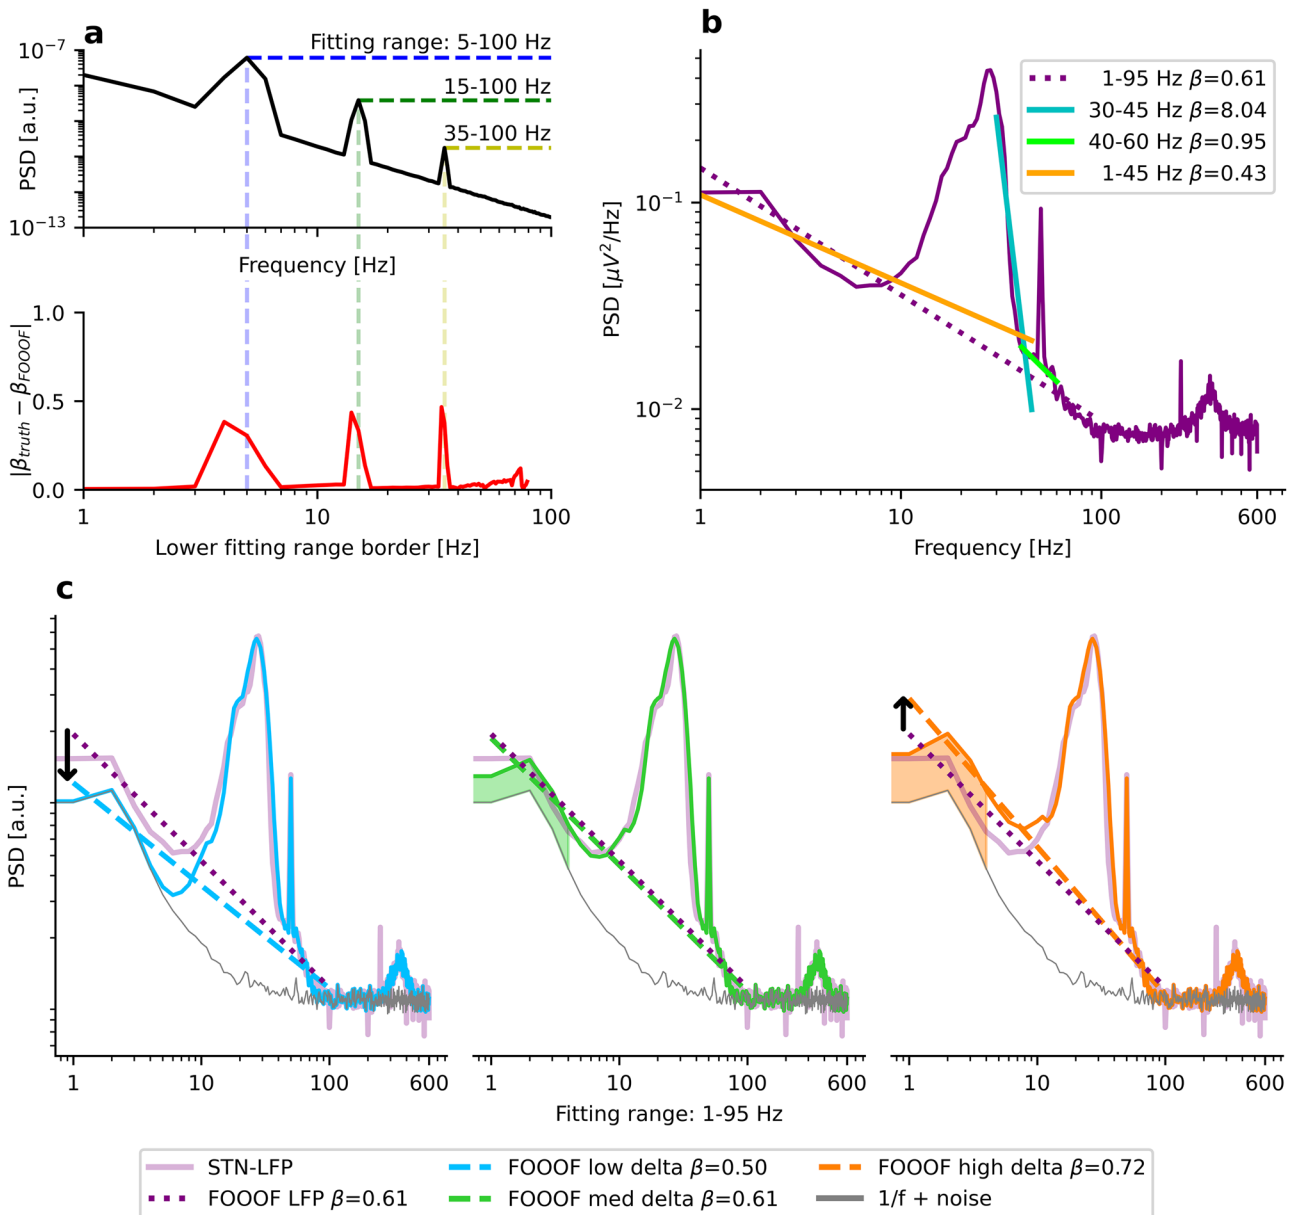 a
Fitting range: 5-100 Hz
15-100 Hz
35-100 Hz
10⁻⁷
10⁻¹³
PSD [a.u.]
Frequency [Hz]
1.0
0.5
0.0
|β_truth − β_FOOOF|
1 10 100
Lower fitting range border [Hz]
b
1-95 Hz β=0.61
30-45 Hz β=8.04
40-60 Hz β=0.95
1-45 Hz β=0.43
10⁻¹
10⁻²
PSD [μV²/Hz]
1 10 100 600
Frequency [Hz]
c
PSD [a.u.]
1 10 100 600 1 10 100 600 1 10 100 600
Fitting range: 1-95 Hz
STN-LFP
FOOOF LFP β=0.61
FOOOF low delta β=0.50
FOOOF med delta β=0.61
FOOOF high delta β=0.72
1/f + noise